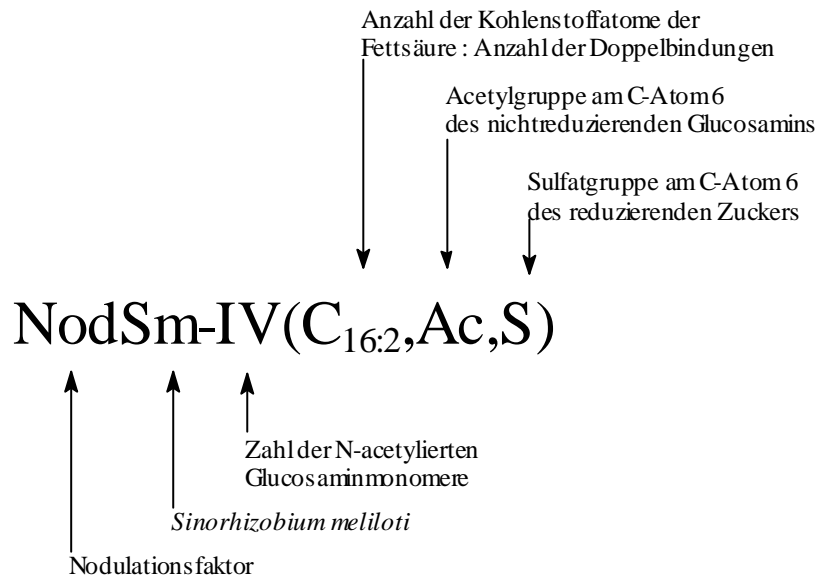 Anzahl der Kohlenstoffatome der
Fettsäure : Anzahl der Doppelbindungen
Acetylgruppe am C-Atom 6
des nichtreduzierenden Glucosamins
Sulfatgruppe am C-Atom 6
des reduzierenden Zuckers
NodSm-IV(C16:2,Ac,S)
Zahl der N-acetylierten
Glucosaminmonomere
Sinorhizobium meliloti
Nodulationsfaktor